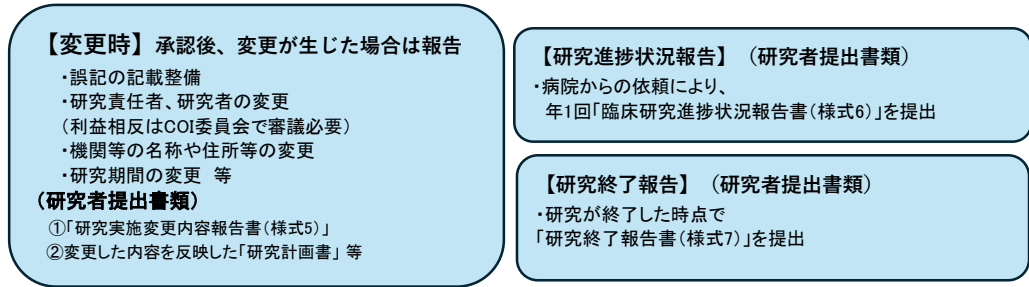 【変更時】承認後、変更が生じた場合は報告
・誤記の記載整備
・研究責任者、研究者の変更
(利益相反はCOI委員会で審議必要)
・機関等の名称や住所等の変更
・研究期間の変更 等
(研究者提出書類)
①「研究実施変更内容報告書(様式5)」
②変更した内容を反映した「研究計画書」等
【研究進捗状況報告】 (研究者提出書類)
・病院からの依頼により、
年1回「臨床研究進捗状況報告書(様式6)」を提出
【研究終了報告】 (研究者提出書類)
・研究が終了した時点で
「研究終了報告書(様式7)」を提出